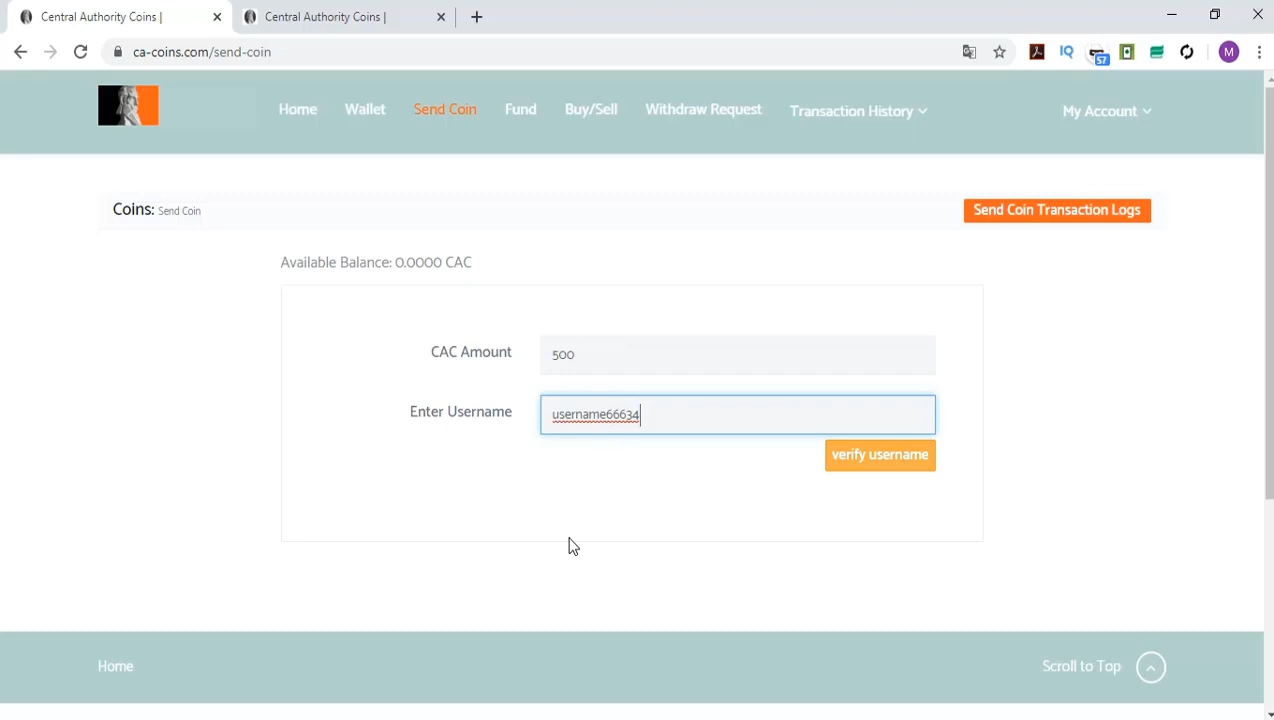 Central Authority Coins |
Central Authority Coins |
ca-coins.com/send-coin
57
M
Home Wallet Send Coin Fund Buy/Sell Withdraw Request Transaction History My Account
Coins: Send Coin
Send Coin Transaction Logs
Available Balance: 0.0000 CAC
CAC Amount 500
Enter Username username66634
verify username
Home
Scroll to Top